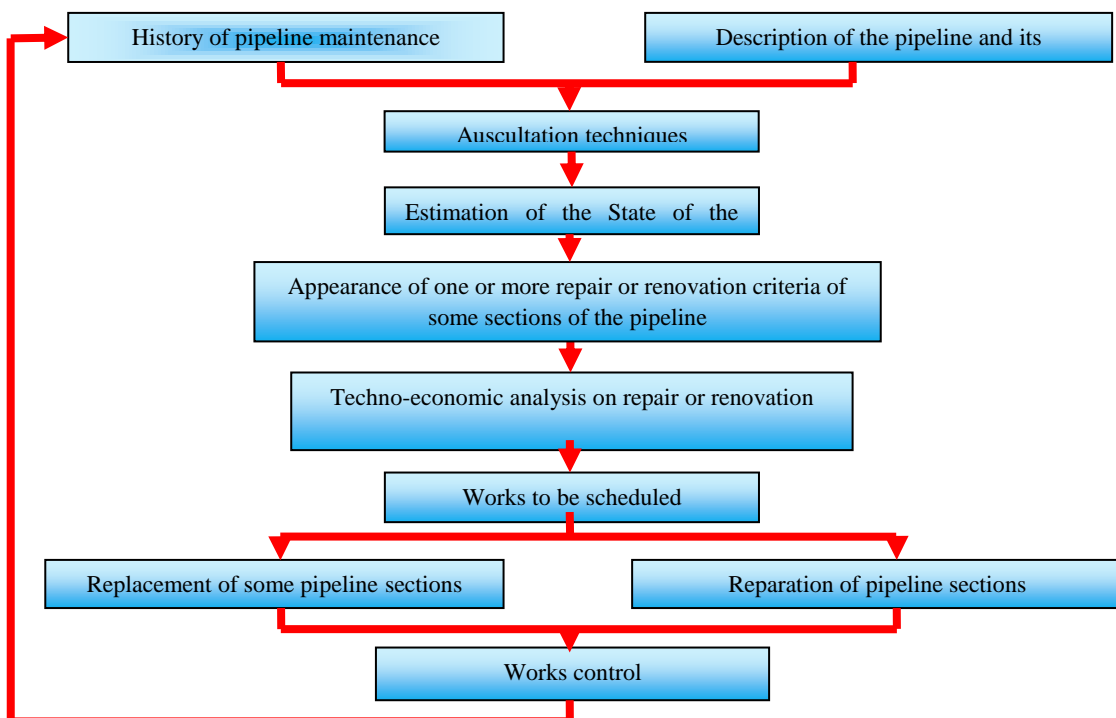 History of pipeline maintenance
Description of the pipeline and its
Auscultation techniques
Estimation of the State of the
Appearance of one or more repair or renovation criteria of
some sections of the pipeline
Techno-economic analysis on repair or renovation
Works to be scheduled
Replacement of some pipeline sections
Reparation of pipeline sections
Works control